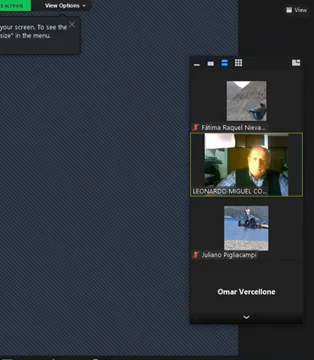 screen
View Options
View
your screen. To see the
size" in the menu.
Fátima Raquel Nieva...
LEONARDO MIGUEL CO...
Juliano Pigliacampi
Omar Vercellone